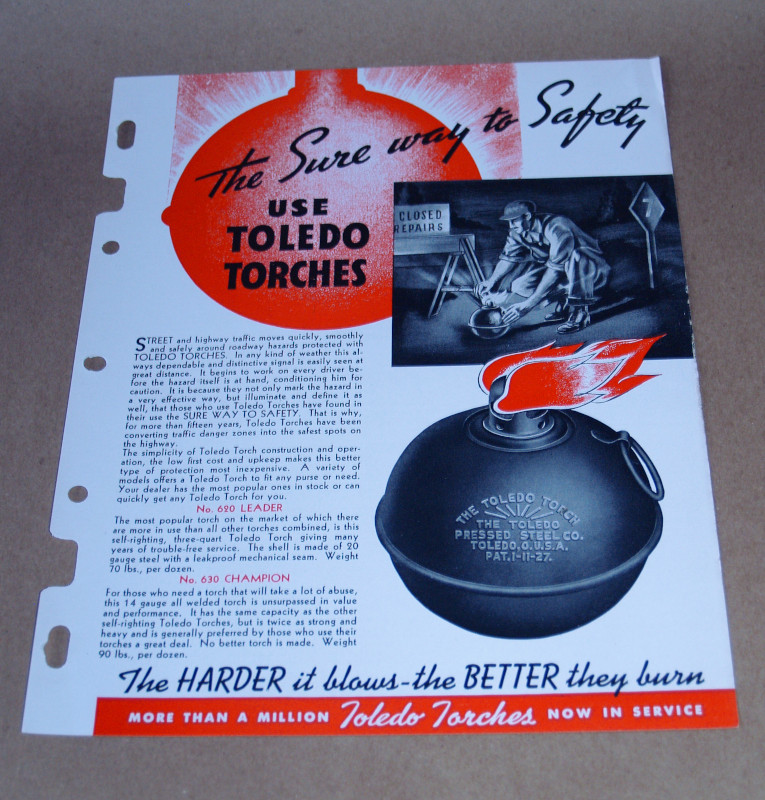 The Sure way to Safety
USE
TOLEDO
TORCHES
CLOSED
REPAIRS
7
STREET and highway traffic moves quickly, smoothly
and safely around roadway hazards protected with
TOLEDO TORCHES. In any kind of weather this al-
ways dependable and distinctive signal is easily seen at
great distance. It begins to work on every driver be-
fore the hazard itself is at hand, conditioning him for
caution. It is because they not only mark the hazard in
a very effective way, but illuminate and define it as
well, that those who use Toledo Torches have found in
their use the SURE WAY TO SAFETY. That is why,
for more than fifteen years, Toledo Torches have been
converting traffic danger zones into the safest spots on
the highway.
The simplicity of Toledo Torch construction and oper-
ation, the low first cost and upkeep makes this better
type of protection most inexpensive. A variety of
models offers a Toledo to fit any purse or need.
Your dealer has the most popular ones in stock or can
quickly get any Toledo Torch for you.
No. 620 LEADER
The most popular torch on the market of which there
are more in use than all other torches combined, is this
self-righting, three-quart Toledo Torch giving many
years of trouble-free service. The shell is made of 20
gauge steel with a leakproof mechanical seam. Weight
70 lbs., per dozen.
No. 630 CHAMPION
For those who need a torch that will take a lot of abuse,
this 14 gauge all welded torch is unsurpassed in value
and performance. It has the same capacity as the other
self-righting Toledo Torches, but is twice as strong and
heavy and is generally preferred by those who use their
torches a great deal. No better torch is made. Weight
90 lbs., per dozen.
THE TOLEDO TORCH
THE TOLEDO
PRESSED STEEL CO.
TOLEDO, O. U.S.A.
PAT. 1-11-27.
The HARDER it blows-the BETTER they burn
MORE THAN A MILLION Toledo Torches NOW IN SERVICE